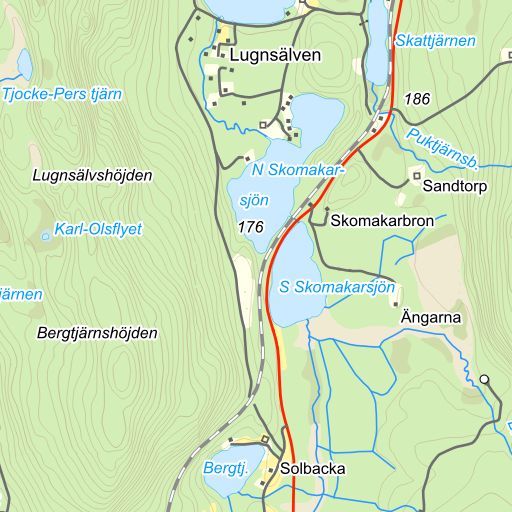 Lugnsälven
Skattjärnen
Tjocke-Pers tjärn
186
Puktjärnsb.
N Skomakar-
sjön
176
Lugnsälvshöjden
Sandtorp
Skomakarbron
Karl-Olsflyet
S Skomakarsjön
järnen
Ängarna
Bergtjärnshöjden
Bergtj.
Solbacka